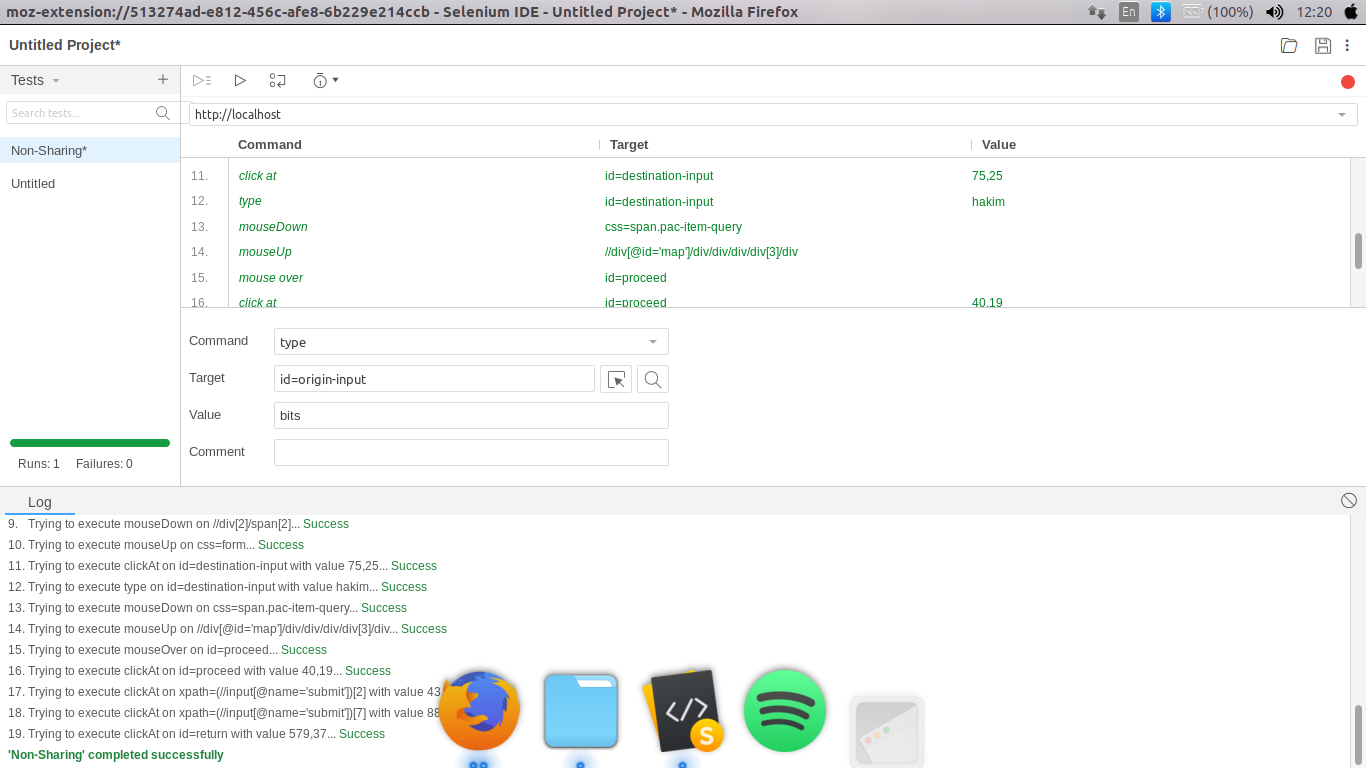 moz-extension://513274ad-e812-456c-afe8-6b229e214ccb - Selenium IDE - Untitled Project* - Mozilla Firefox
En (100%) 12:20
Untitled Project*
Tests
Search tests...
http://localhost
Command Target Value
Non-Sharing*
Untitled
11. click at id=destination-input 75,25
12. type id=destination-input hakim
13. mouseDown css=span.pac-item-query
14. mouseUp //div[@id='map']/div/div/div/div[3]/div
15. mouse over id=proceed
16. click at id=proceed 40,19
Command type
Target id=origin-input
Value bits
Comment
Runs: 1 Failures: 0
Log
9. Trying to execute mouseDown on //div[2]/span[2]... Success
10. Trying to execute mouseUp on css=form... Success
11. Trying to execute clickAt on id=destination-input with value 75,25... Success
12. Trying to execute type on id=destination-input with value hakim... Success
13. Trying to execute mouseDown on css=span.pac-item-query... Success
14. Trying to execute mouseUp on //div[@id='map']/div/div/div/div[3]/div... Success
15. Trying to execute mouseOver on id=proceed... Success
16. Trying to execute clickAt on id=proceed with value 40,19... Success
17. Trying to execute clickAt on xpath=(//input[@name='submit'])[2] with value 43
18. Trying to execute clickAt on xpath=(//input[@name='submit'])[7] with value 88
19. Trying to execute clickAt on id=return with value 579,37... Success
'Non-Sharing' completed successfully